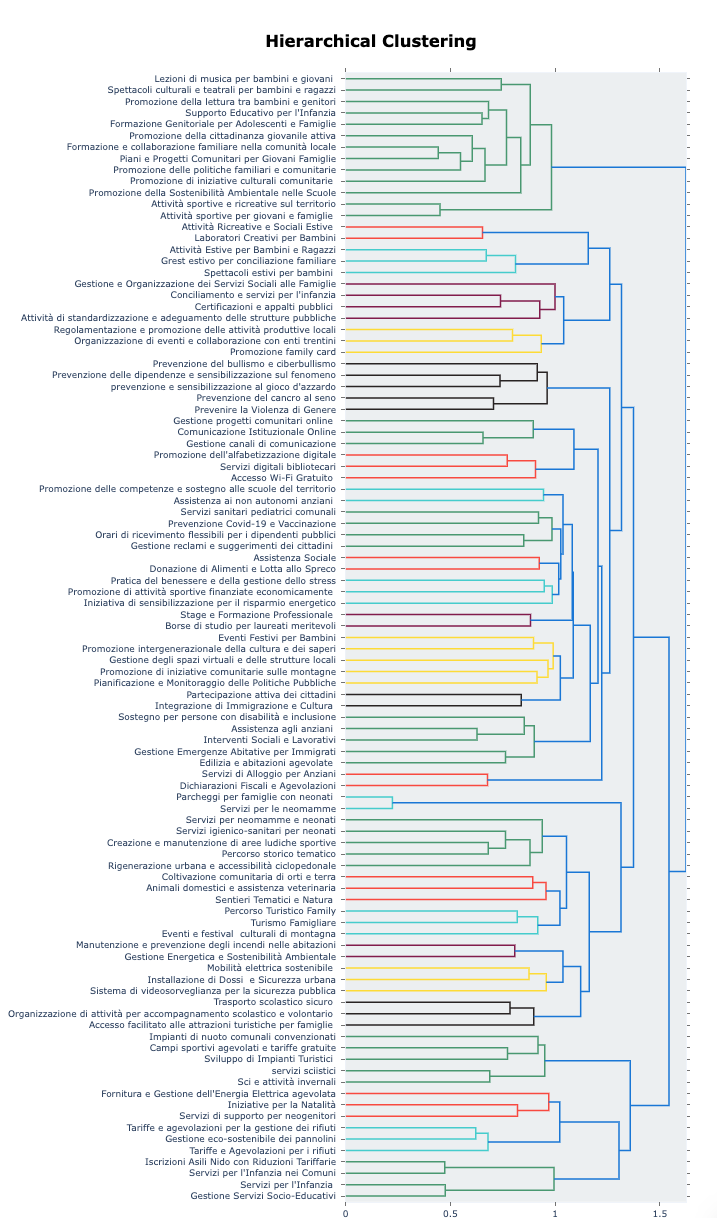 Hierarchical Clustering
Lezioni di musica per bambini e giovani
Spettacoli culturali e teatrali per bambini e ragazzi
Promozione della lettura tra bambini e genitori
Supporto Educativo per l'Infanzia
Formazione Genitoriale per Adolescenti e Famiglie
Promozione della cittadinanza giovanile attiva
Formazione e collaborazione familiare nella comunità locale
Piani e Progetti Comunitari per Giovani Famiglie
Promozione delle politiche familiari e comunitarie
Promozione di iniziative culturali comunitarie
Promozione della Sostenibilità Ambientale nelle Scuole
Attività sportive e ricreative sul territorio
Attività sportive per giovani e famiglie
Attività Ricreative e Sociali Estive
Laboratori Creativi per Bambini
Attività Estive per Bambini e Ragazzi
Grest estivo per conciliazione familiare
Spettacoli estivi per bambini
Gestione e Organizzazione dei Servizi Sociali alle Famiglie
Conciliamento e servizi per l'infanzia
Certificazioni e appalti pubblici
Attività di standardizzazione e adeguamento delle strutture pubbliche
Regolamentazione e promozione delle attività produttive locali
Organizzazione di eventi e collaborazione con enti trentini
Promozione family card
Prevenzione del bullismo e ciberbullismo
Prevenzione delle dipendenze e sensibilizzazione sul fenomeno
prevenzione e sensibilizzazione al gioco d'azzardo
Prevenzione del cancro al seno
Prevenire la Violenza di Genere
Gestione progetti comunitari online
Comunicazione Istituzionale Online
Gestione canali di comunicazione
Promozione dell'alfabetizzazione digitale
Servizi digitali bibliotecari
Accesso Wi-Fi Gratuito
Promozione delle competenze e sostegno alle scuole del territorio
Assistenza ai non autonomi anziani
Servizi sanitari pediatrici comunali
Prevenzione Covid-19 e Vaccinazione
Orari di ricevimento flessibili per i dipendenti pubblici
Gestione reclami e suggerimenti dei cittadini
Assistenza Sociale
Donazione di Alimenti e Lotta allo Spreco
Pratica del benessere e della gestione dello stress
Promozione di attività sportive finanziate economicamente
Iniziativa di sensibilizzazione per il risparmio energetico
Stage e Formazione Professionale
Borse di studio per laureati meritevoli
Eventi Festivi per Bambini
Promozione intergenerazionale della cultura e dei saperi
Gestione degli spazi virtuali e delle strutture locali
Promozione di iniziative comunitarie sulle montagne
Pianificazione e Monitoraggio delle Politiche Pubbliche
Partecipazione attiva dei cittadini
Integrazione di Immigrazione e Cultura
Sostegno per persone con disabilità e inclusione
Assistenza agli anziani
Interventi Sociali e Lavorativi
Gestione Emergenze Abitative per Immigrati
Edilizia e abitazioni agevolate
Servizi di Alloggio per Anziani
Dichiarazioni Fiscali e Agevolazioni
Parcheggi per famiglie con neonati
Servizi per le neomamme
Servizi per neomamme e neonati
Servizi igienico-sanitari per neonati
Creazione e manutenzione di aree ludiche sportive
Percorso storico tematico
Rigenerazione urbana e accessibilità ciclopedonale
Coltivazione comunitaria di orti e terra
Animali domestici e assistenza veterinaria
Sentieri Tematici e Natura
Percorso Turistico Family
Turismo Famigliare
Eventi e festival  culturali di montagna
Manutenzione e prevenzione degli incendi nelle abitazioni
Gestione Energetica e Sostenibilità Ambientale
Mobilità elettrica sostenibile
Installazione di Dossi  e Sicurezza urbana
Sistema di videosorveglianza per la sicurezza pubblica
Trasporto scolastico sicuro
Organizzazione di attività per accompagnamento scolastico e volontario
Accesso facilitato alle attrazioni turistiche per famiglie
Impianti di nuoto comunali convenzionati
Campi sportivi agevolati e tariffe gratuite
Sviluppo di Impianti Turistici
servizi sciistici
Sci e attività invernali
Fornitura e Gestione dell'Energia Elettrica agevolata
Iniziative per la Natalità
Servizi di supporto per neogenitori
Tariffe e agevolazioni per la gestione dei rifiuti
Gestione eco-sostenibile dei pannolini
Tariffe e Agevolazioni per i rifiuti
Iscrizioni Asili Nido con Riduzioni Tariffarie
Servizi per l'Infanzia nei Comuni
Servizi per l'Infanzia
Gestione Servizi Socio-Educativi
0 0.5 1 1.5